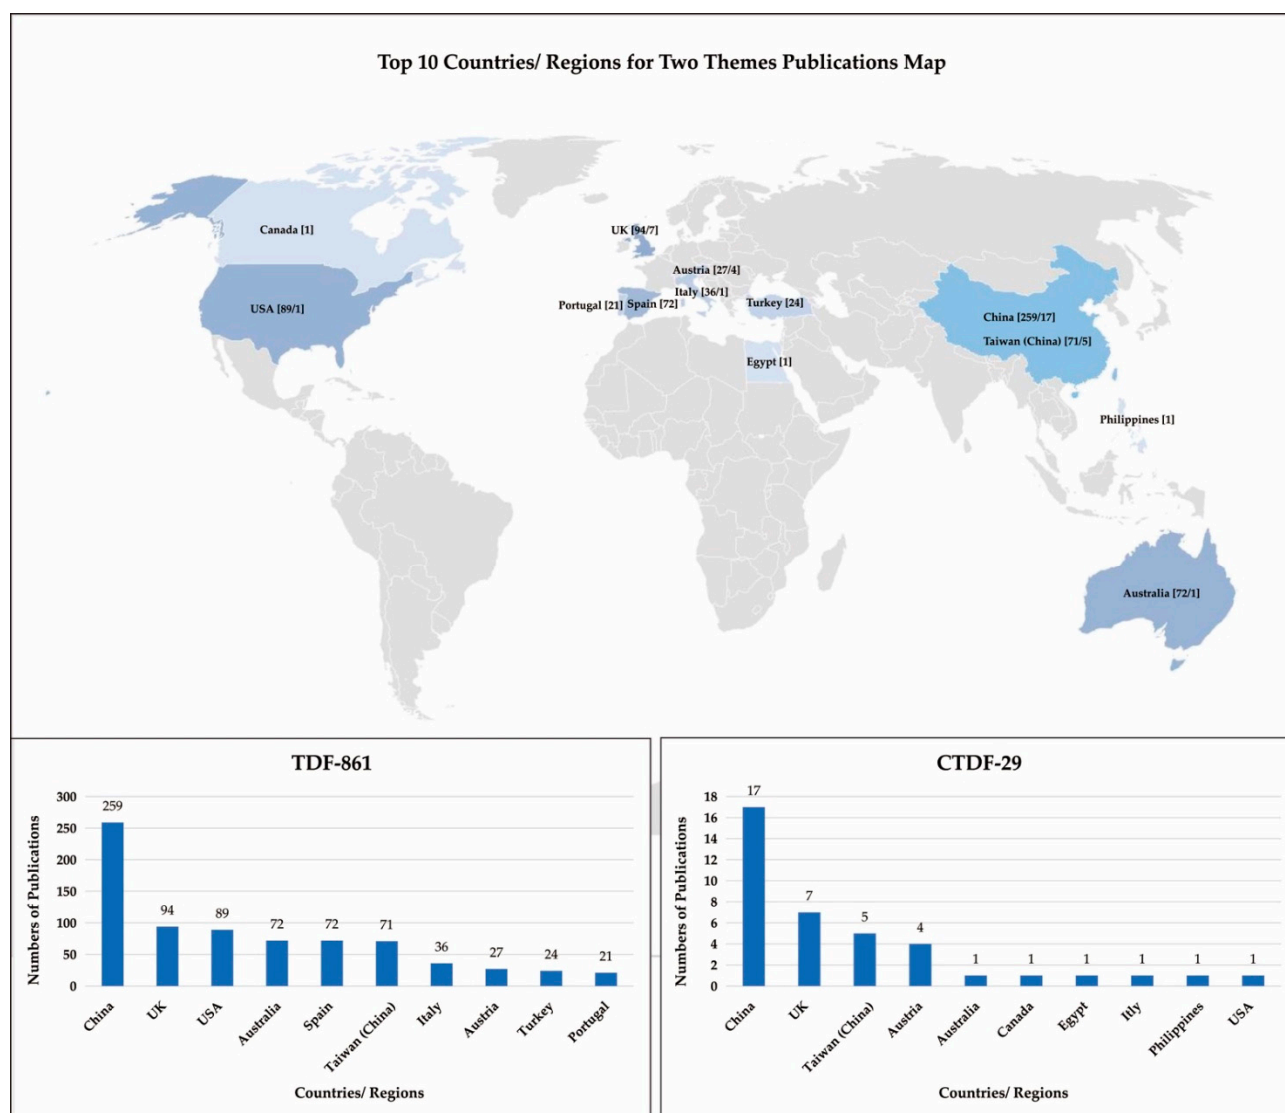 Top 10 Countries/ Regions for Two Themes Publications Map
Canada [1]
UK [94/7]
Austria [27/4]
Italy [36/1]
USA [89/1]
Portugal [21]
Spain [72]
Turkey [24]
China [259/17]
Taiwan (China) [71/5]
Egypt [1]
Philippines [1]
Australia [72/1]
TDF-861
Numbers of Publications
300
250
200
150
100
50
0
259
94
89
72
72
71
36
27
24
21
China
UK
USA
Australia
Spain
Taiwan (China)
Italy
Austria
Turkey
Portugal
Countries/ Regions
CTDF-29
Numbers of Publications
18
16
14
12
10
8
6
4
2
0
17
7
5
4
1
1
1
1
1
1
China
UK
Taiwan (China)
Austria
Australia
Canada
Egypt
Itly
Philippines
USA
Countries/ Regions